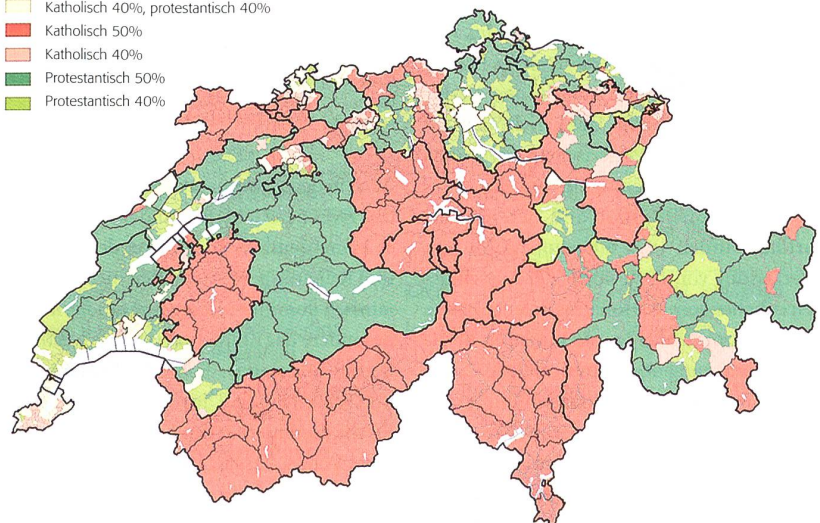 Katholisch 40%, protestantisch 40%
Katholisch 50%
Katholisch 40%
Protestantisch 50%
Protestantisch 40%